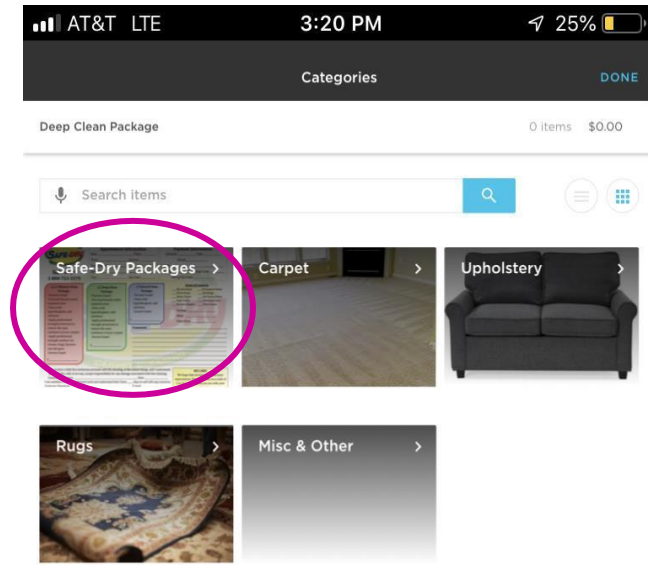 AT&T LTE 3:20 PM 25%
Categories DONE
Deep Clean Package 0 items $0.00
Search items
Safe-Dry Packages
Carpet
Upholstery
Rugs
Misc & Other